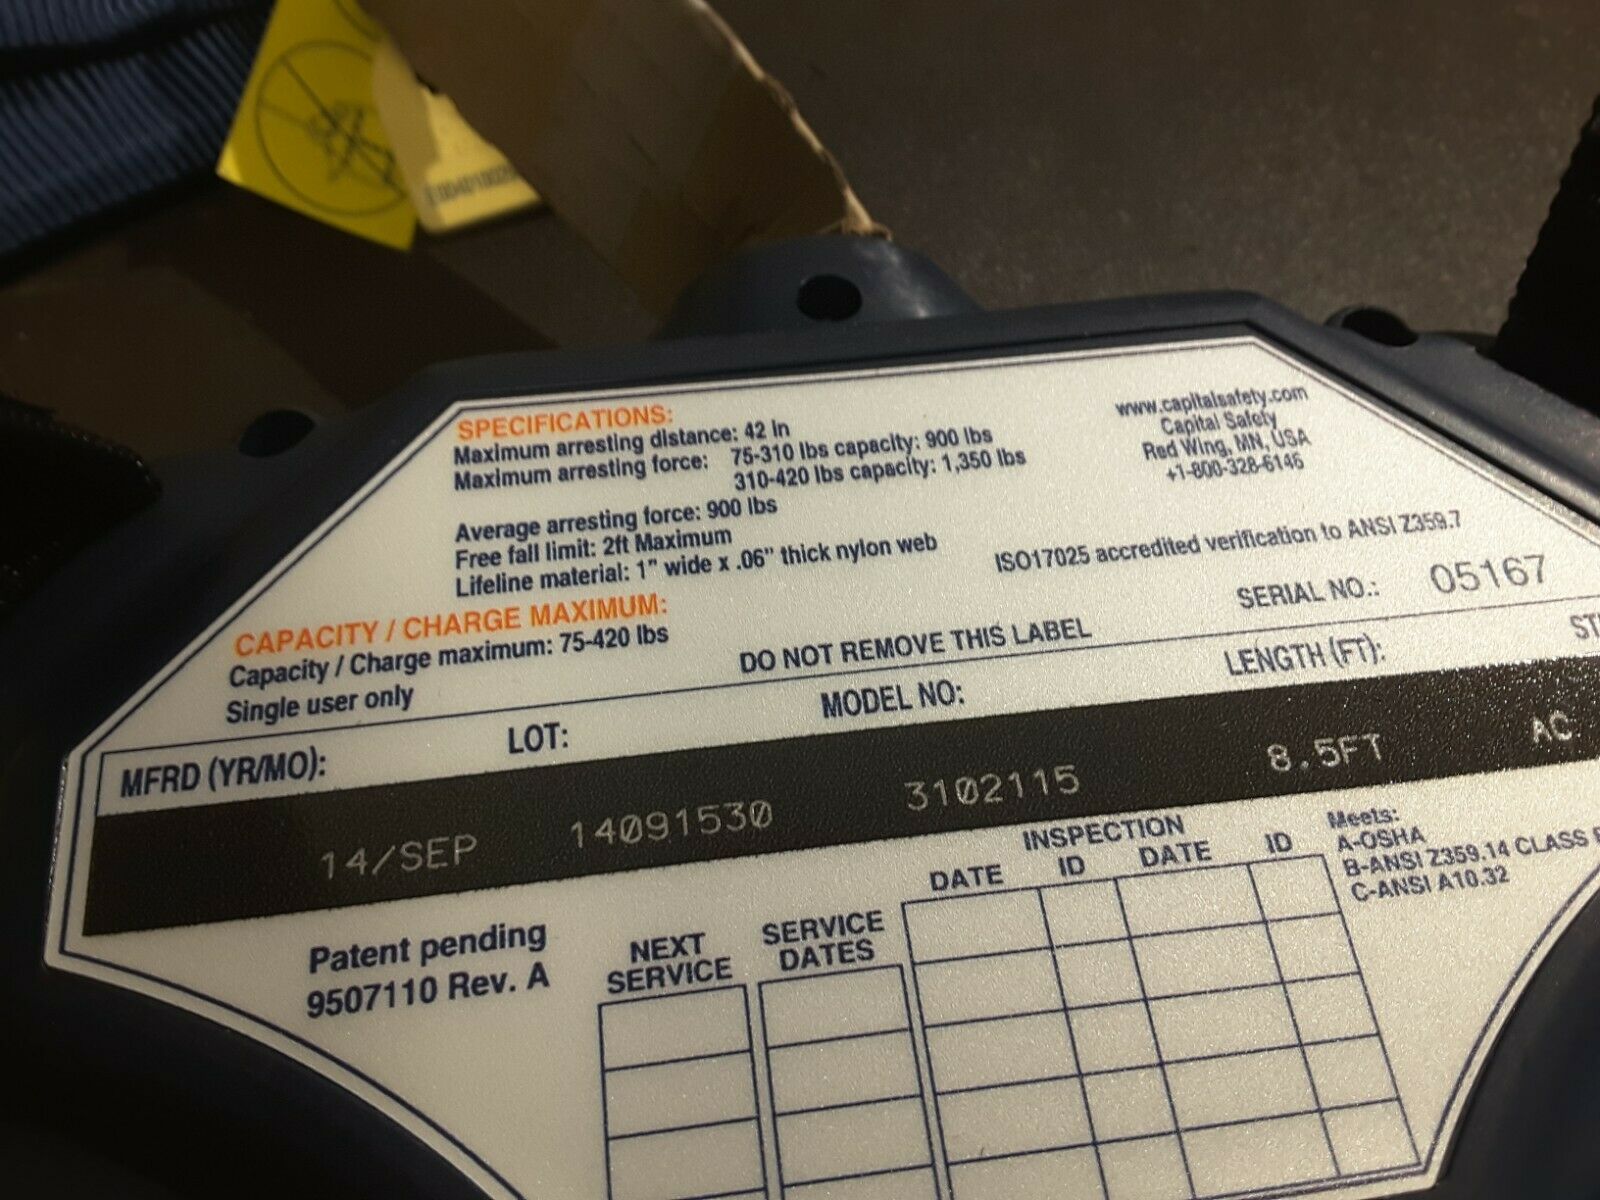 SPECIFICATIONS:
Maximum arresting distance: 42 in
Maximum arresting force: 75-310 lbs capacity: 900 lbs
310-420 lbs capacity: 1,350 lbs
Average arresting force: 900 lbs
Free fall limit: 2ft Maximum
Lifeline material: 1" wide x .06" thick nylon web
www.capitalsafety.com
Capital Safety
Red Wing, MN, USA
+1-800-328-6146
ISO17025 accredited verification to ANSI Z359.7
CAPACITY / CHARGE MAXIMUM:
Capacity / Charge maximum: 75-420 lbs
Single user only
DO NOT REMOVE THIS LABEL
SERIAL NO.: 05167
MFRD (YR/MO): LOT: MODEL NO: LENGTH (FT):
14/SEP 14091530 3102115 8.5FT AC
Patent pending
9507110 Rev. A
NEXT
SERVICE
SERVICE
DATES
INSPECTION
DATE ID DATE ID
Meets:
A-OSHA
B-ANSI Z359.14 CLASS
C-ANSI A10.32